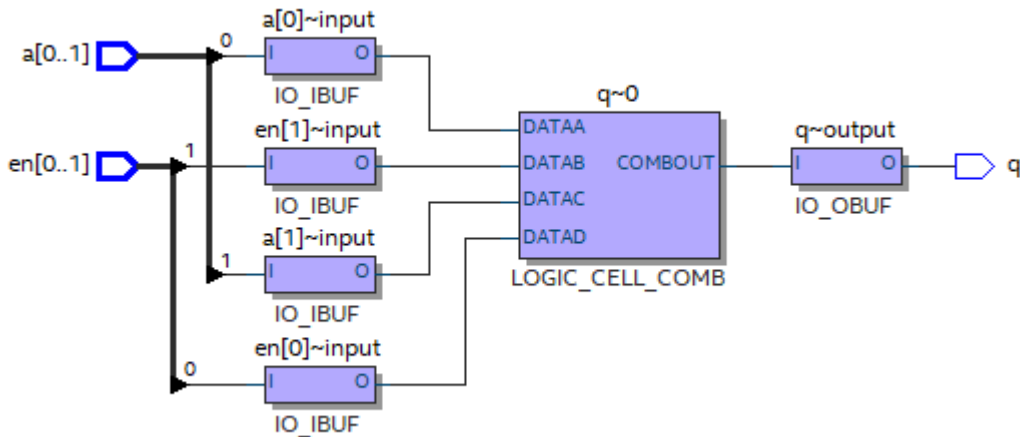 a[0..1]
0
a[0]~input
I O
IO_IBUF
en[0..1]
1
en[1]~input
I O
IO_IBUF
1
a[1]~input
I O
IO_IBUF
0
en[0]~input
I O
IO_IBUF
q~0
DATAA
DATAB COMBOUT
DATAC
DATAD
LOGIC_CELL_COMB
q~output
I O
IO_OBUF
q